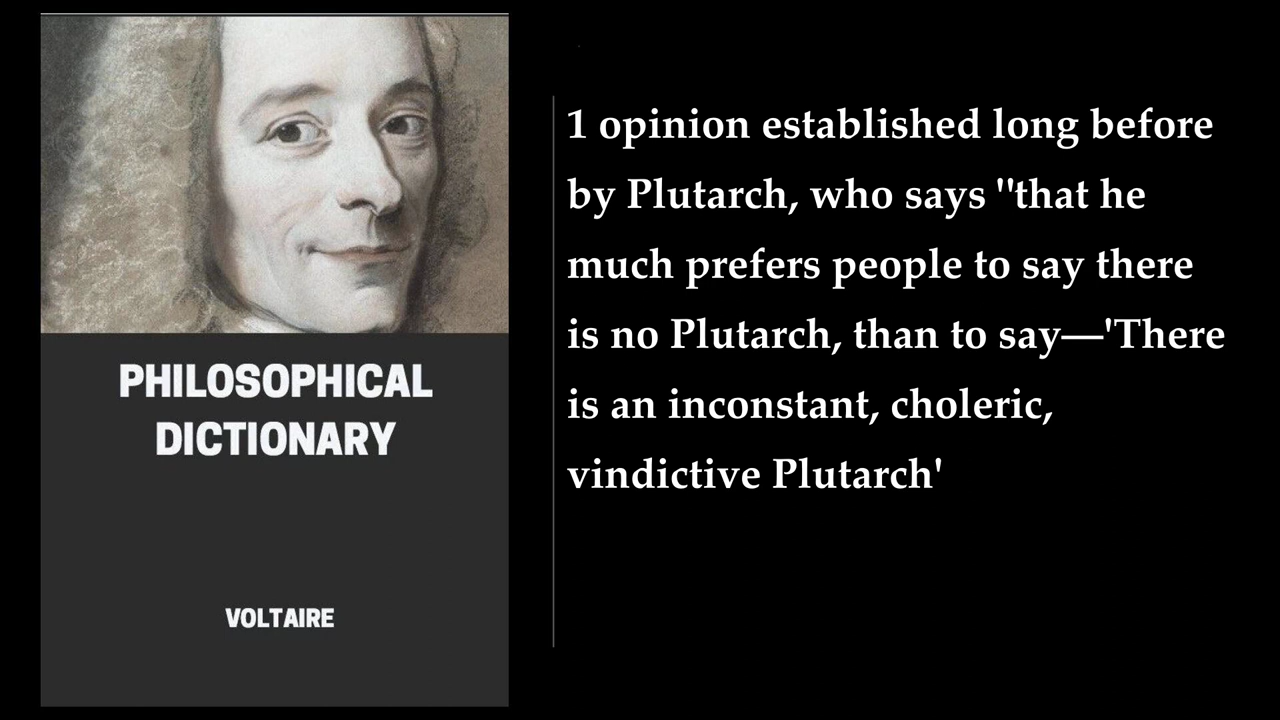 PHILOSOPHICAL
DICTIONARY
VOLTAIRE
1 opinion established long before
by Plutarch, who says "that he
much prefers people to say there
is no Plutarch, than to say—'There
is an inconstant, choleric,
vindictive Plutarch'